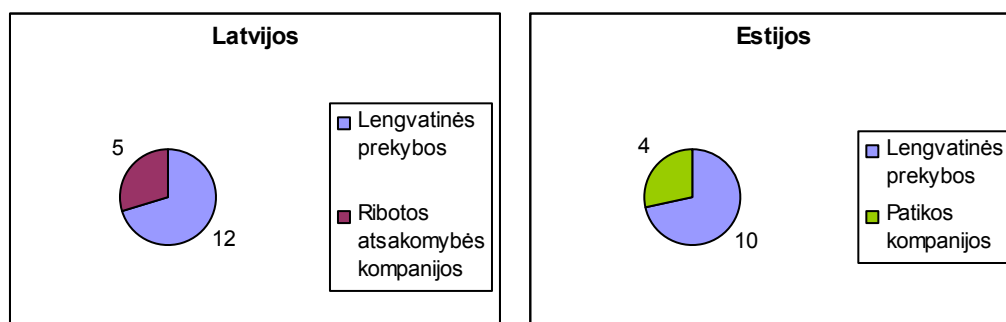 Latvijos
5
12
Lengvatinės
prekybos
Ribotos
atsakomybės
kompanijos
Estijos
4
10
Lengvatinės
prekybos
Patikos
kompanijos